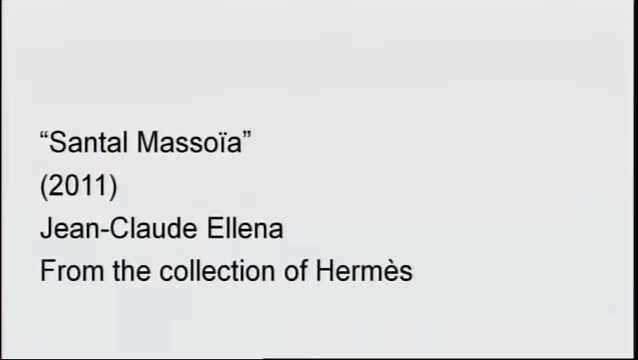 “Santal Massoïa”
(2011)
Jean-Claude Ellena
From the collection of Hermès